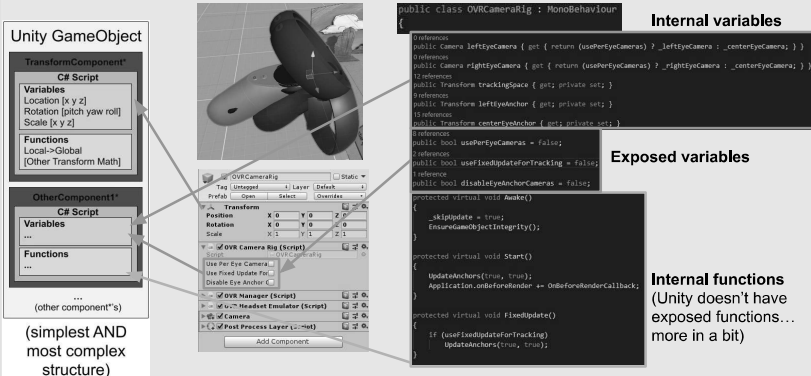 Unity GameObject
TransformComponent*
C# Script
Variables
Location [x y z]
Rotation [pitch yaw roll]
Scale [x y z]
Functions
Local->Global
[Other Transform Math]
OtherComponent1*
C# Script
Variables
...
Functions
...
...
(other component*'s)
(simplest AND
most complex
structure)
OVRCameraRig
Static
Tag Untagged Layer Default
Prefab Open Select Overrides
Transform
Position X 0 Y 0 Z 0
Rotation X 0 Y 0 Z 0
Scale X 1 Y 1 Z 1
OVR Camera Rig (Script)
Script OVRCameraRig
Use Per Eye Camera
Use Fixed Update For
Disable Eye Anchor C
OVR Manager (Script)
OVR Headset Emulator (Script)
Camera
Post Process Layer (Script)
Add Component
public class OVRCameraRig : MonoBehaviour
{
Internal variables
0 references
public Camera leftEyeCamera { get { return (usePerEyeCameras) ? _leftEyeCamera : _centerEyeCamera; } }
0 references
public Camera rightEyeCamera { get { return (usePerEyeCameras) ? _rightEyeCamera : _centerEyeCamera; } }
12 references
public Transform trackingSpace { get; private set; }
9 references
public Transform leftEyeAnchor { get; private set; }
15 references
public Transform centerEyeAnchor { get; private set; }
8 references
public bool usePerEyeCameras = false;
2 references
public bool useFixedUpdateForTracking = false;
1 reference
public bool disableEyeAnchorCameras = false;
Exposed variables
protected virtual void Awake()
{
_skipUpdate = true;
EnsureGameObjectIntegrity();
}
protected virtual void Start()
{
UpdateAnchors(true, true);
Application.onBeforeRender += OnBeforeRenderCallback;
}
protected virtual void FixedUpdate()
{
if (useFixedUpdateForTracking)
UpdateAnchors(true, true);
}
Internal functions
(Unity doesn't have
exposed functions…
more in a bit)